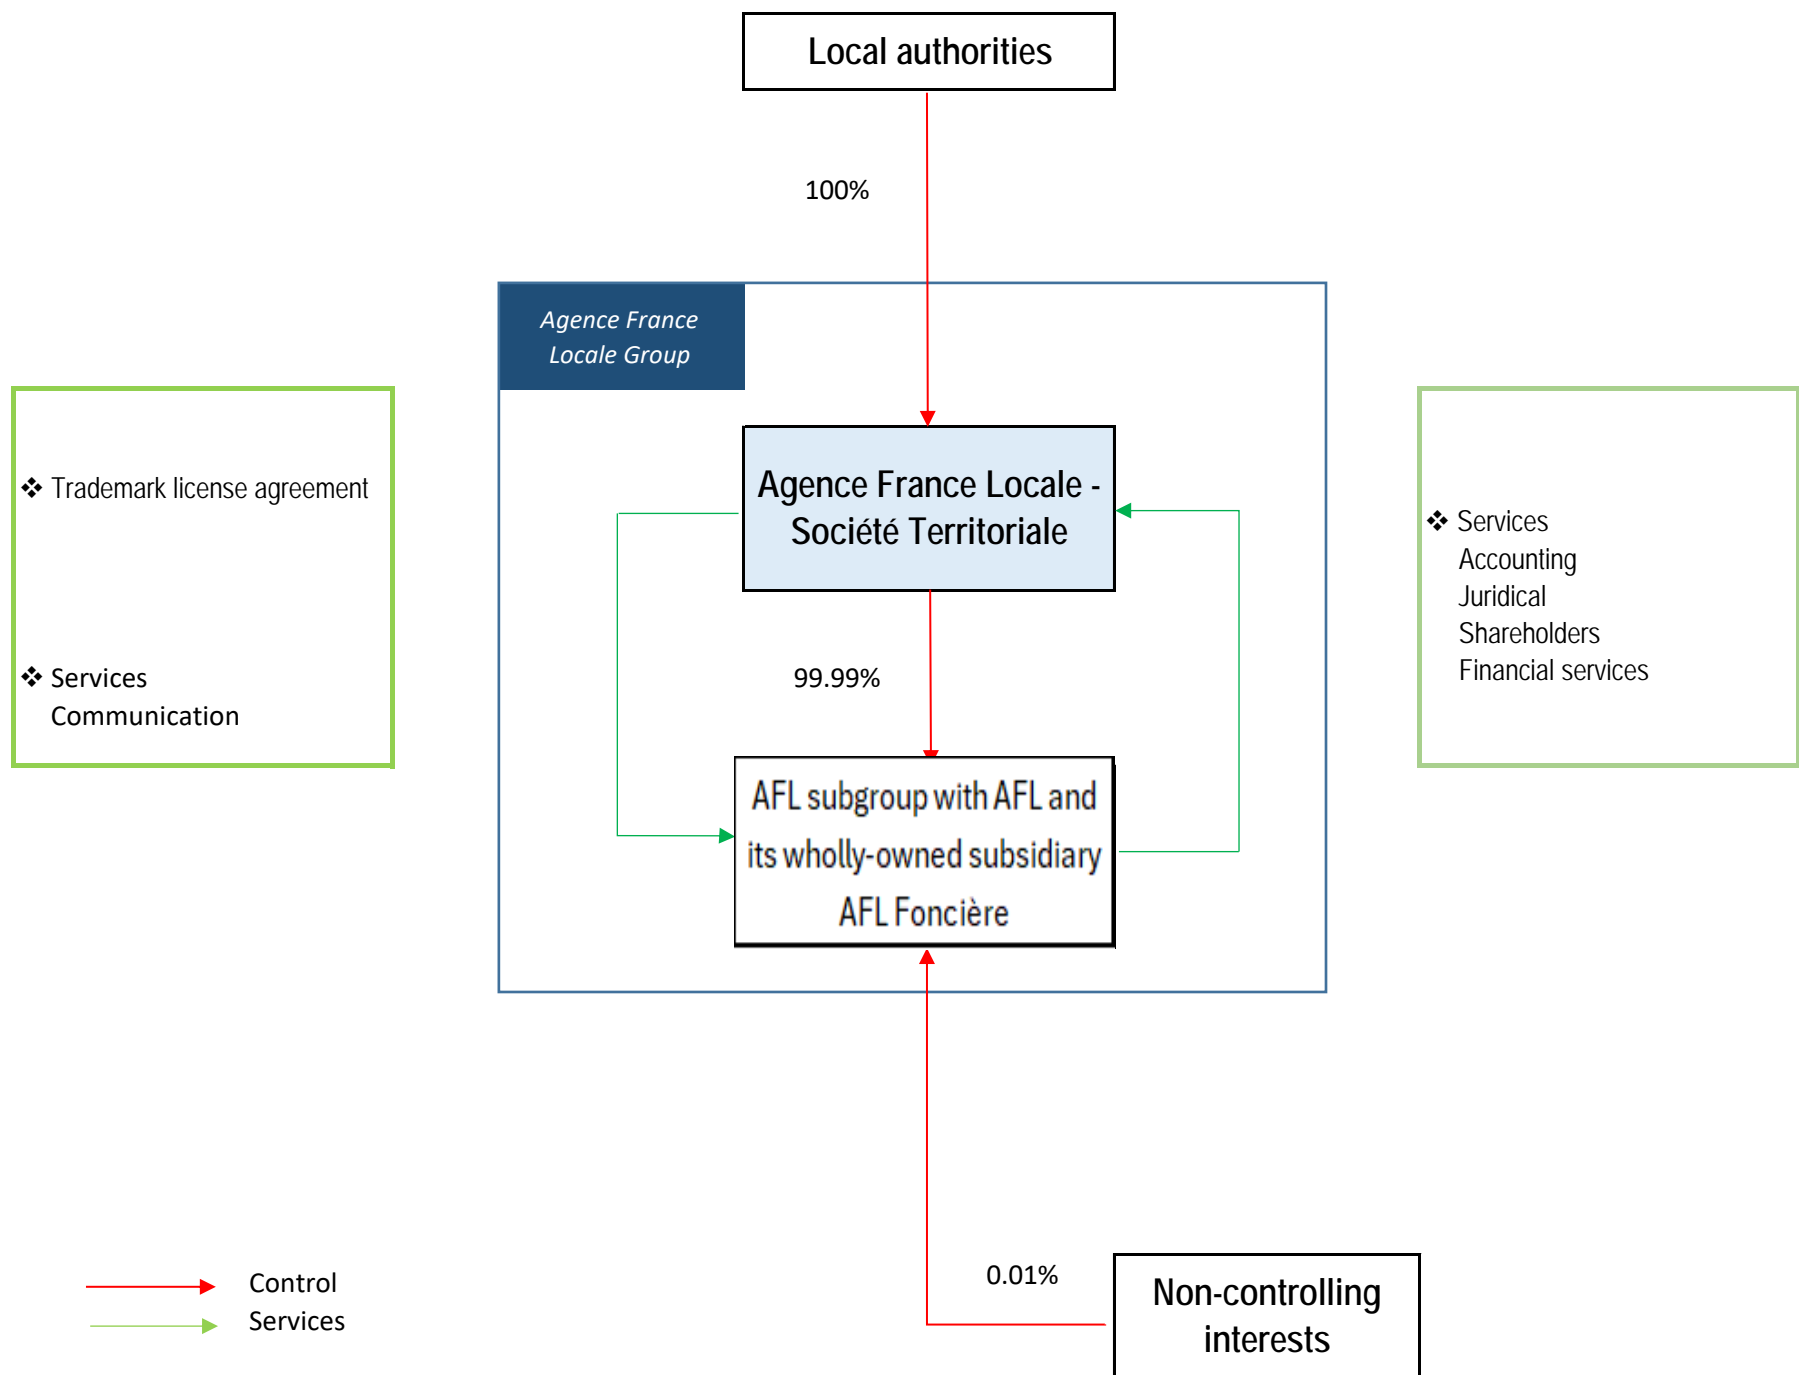 Local authorities
100%
Agence France
Locale Group
❖ Trademark license agreement
❖ Services
Communication
Agence France Locale -
Société Territoriale
99.99%
AFL subgroup with AFL and
its wholly-owned subsidiary
AFL Foncière
❖ Services
Accounting
Juridical
Shareholders
Financial services
0.01%
Non-controlling
interests
Control
Services